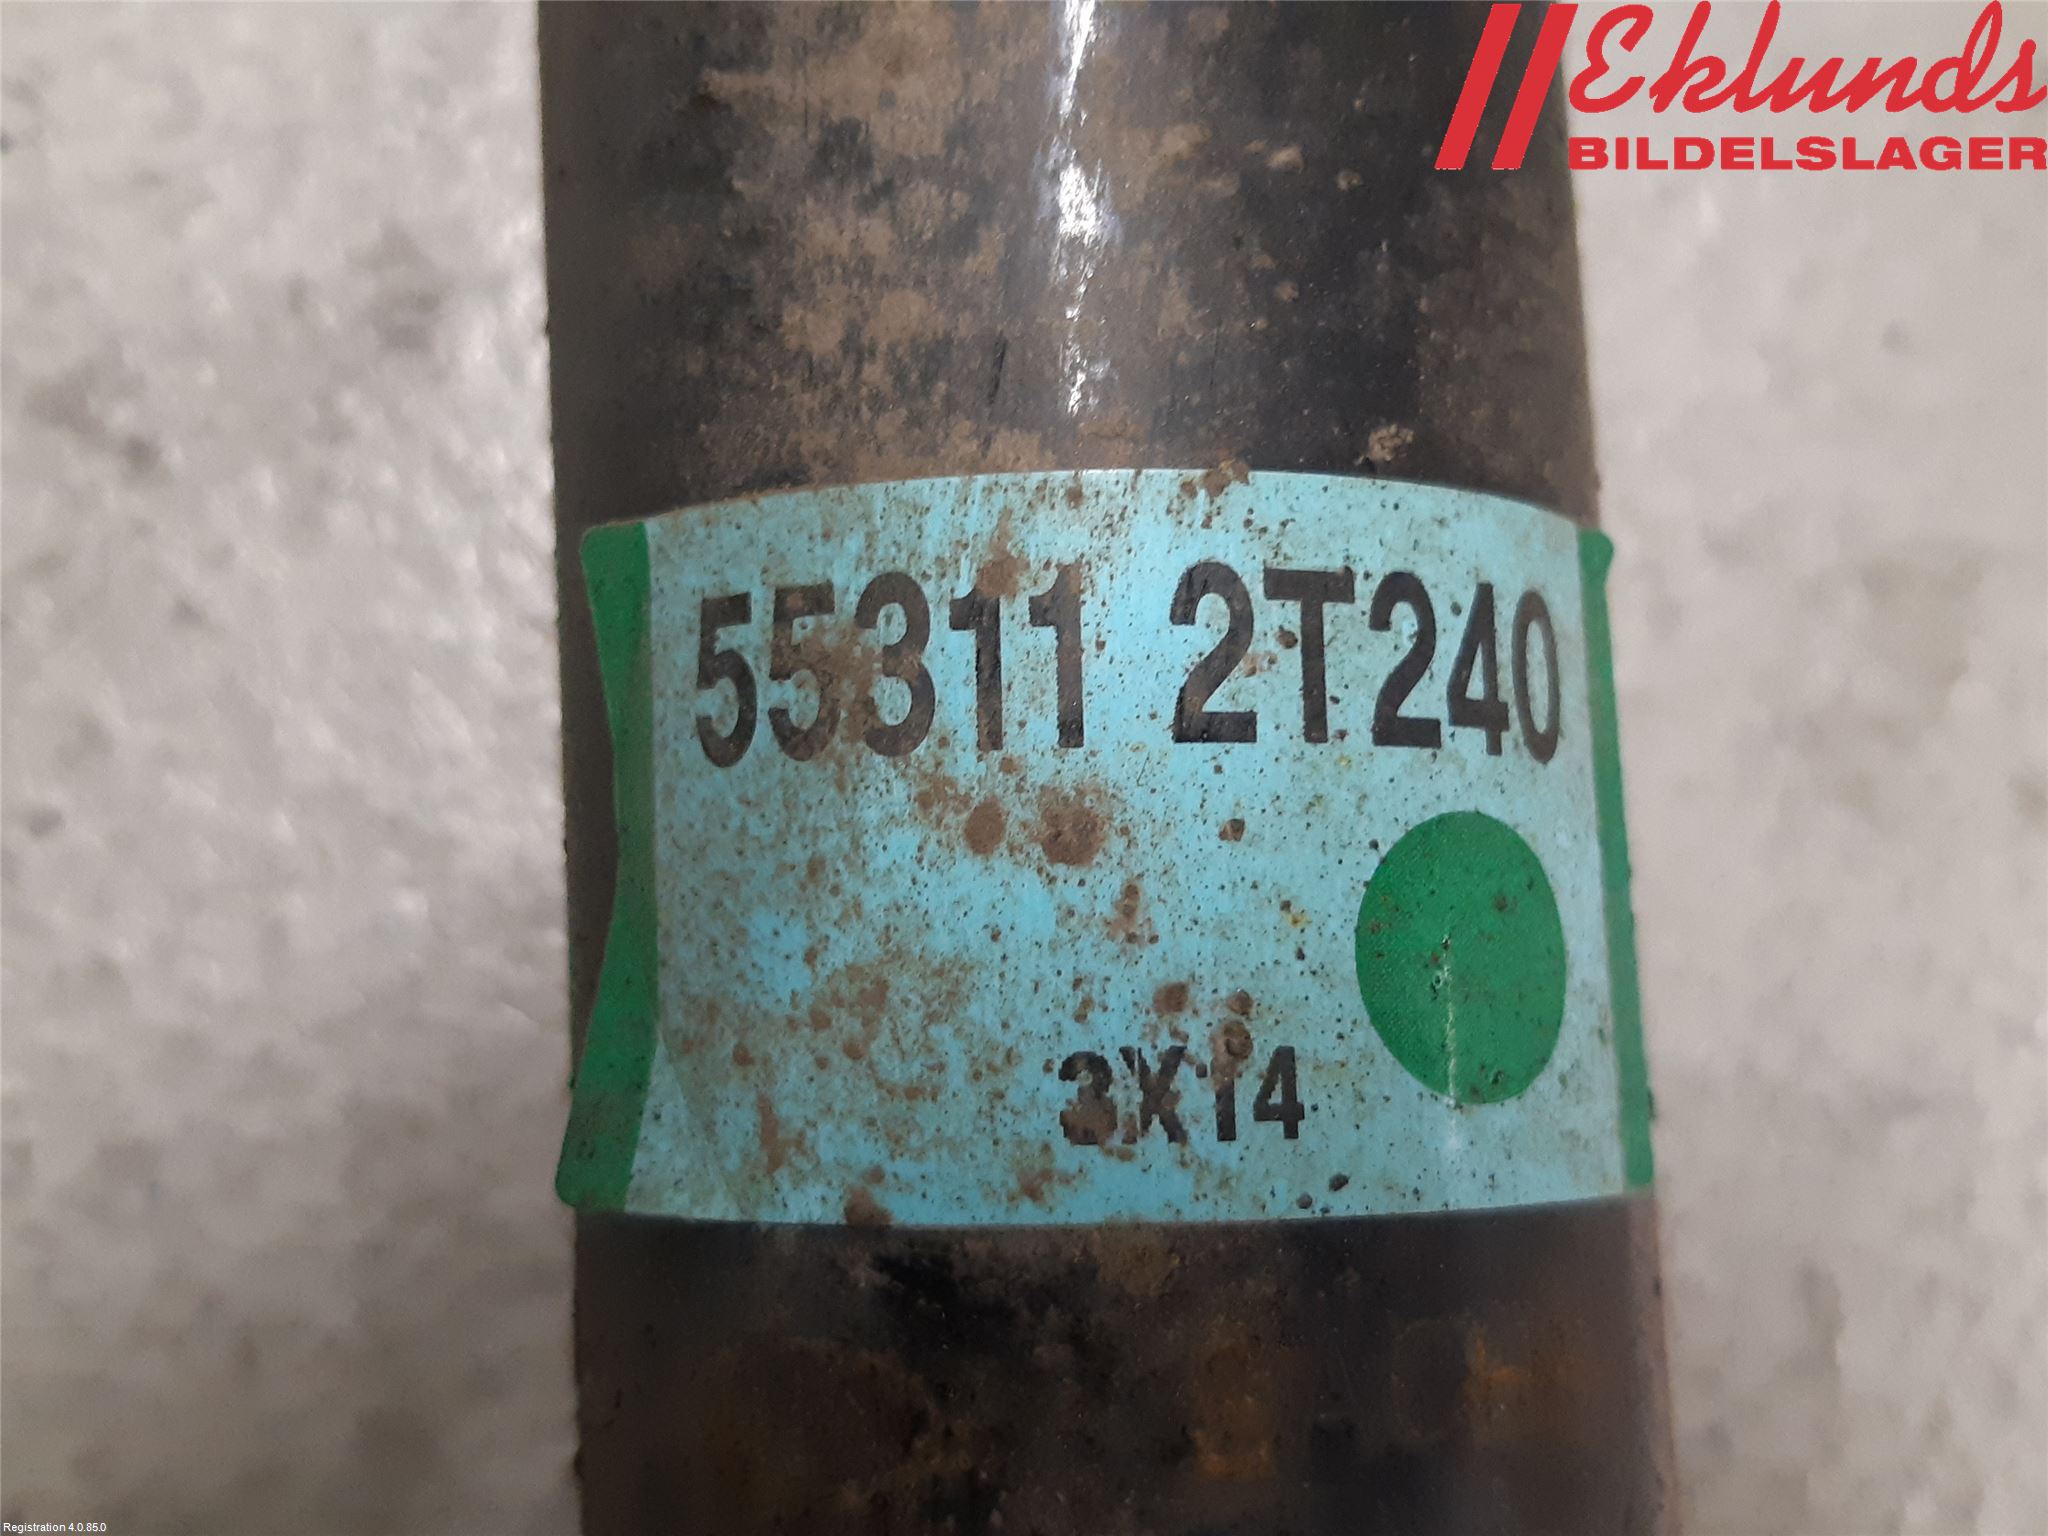 Eklunds
BILDELSLAGER
55311 2T240
3X14
Registration 4.0.85.0